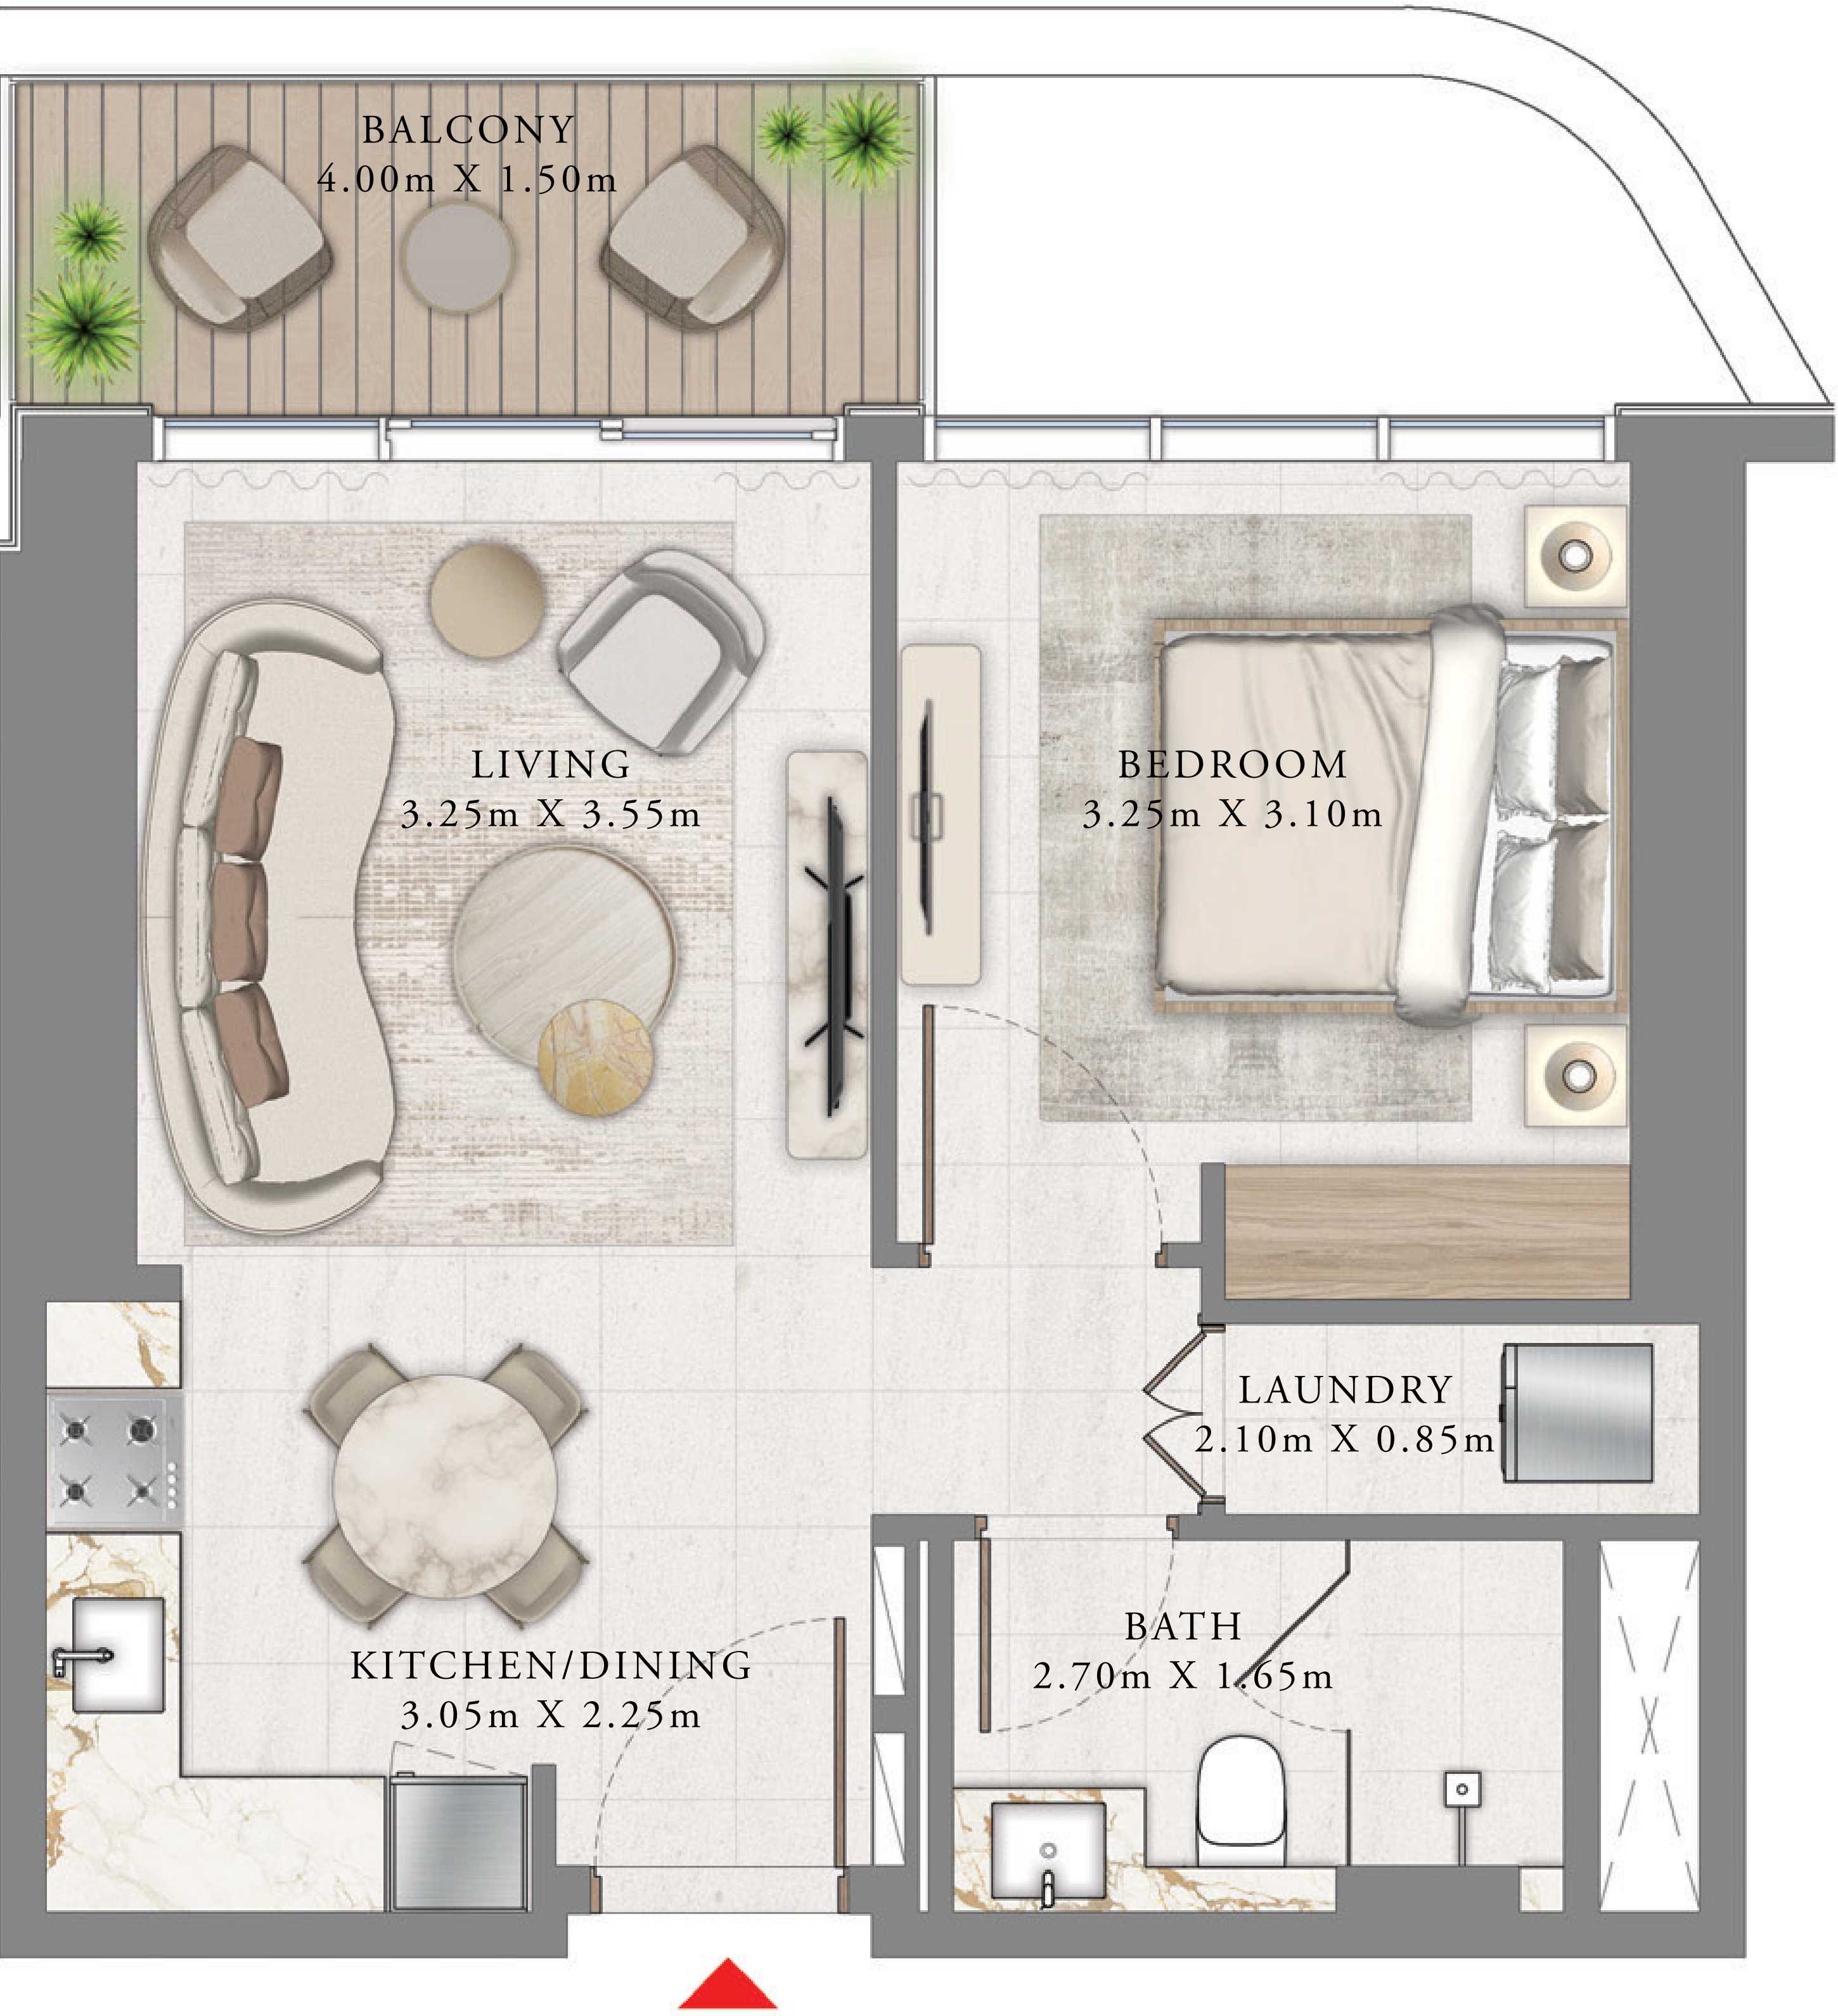 BALCONY
4.00m X 1.50m
LIVING
3.25m X 3.55m
BEDROOM
3.25m X 3.10m
LAUNDRY
2.10m X 0.85m
BATH
2.70m X 1.65m
KITCHEN/DINING
3.05m X 2.25m